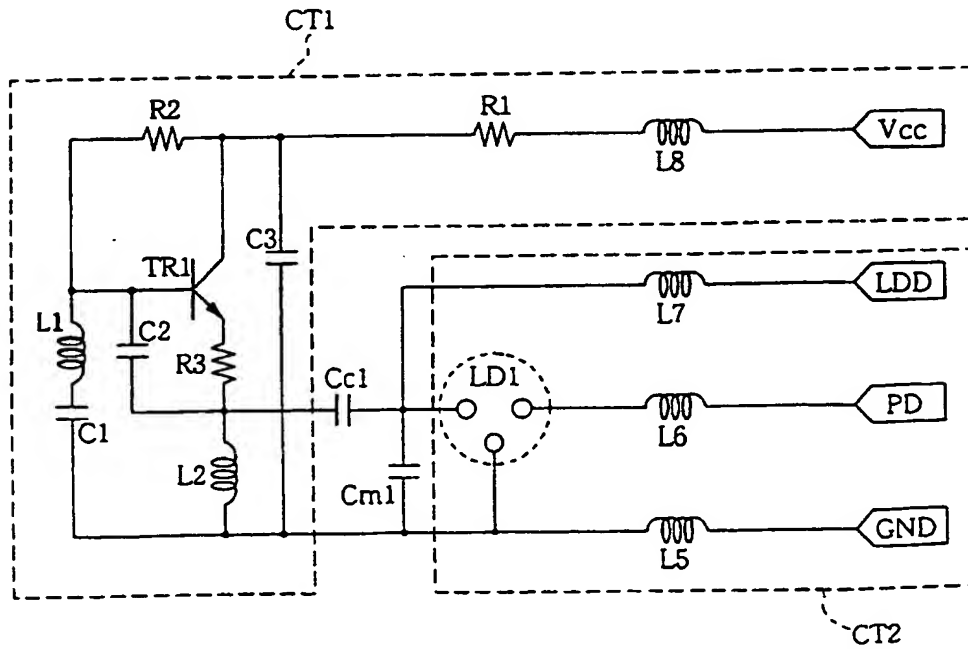 CT1
R2
R1
L8
Vcc
C3
TR1
L7
LDD
L1
C2
R3
Cc1
LD1
L6
PD
C1
L2
Cm1
L5
GND
CT2